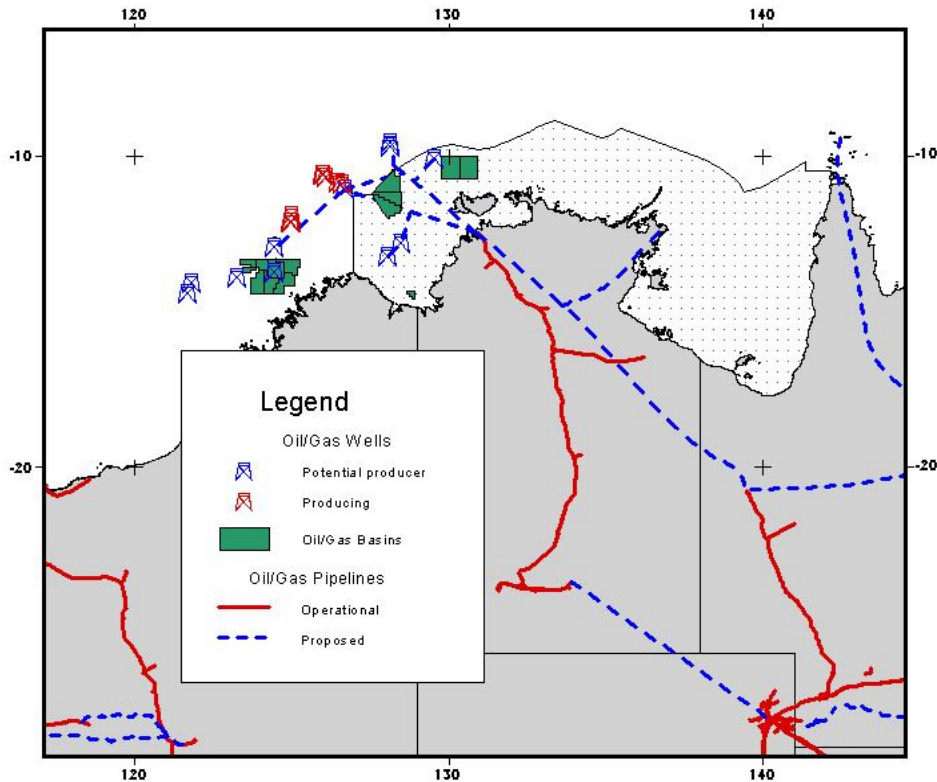 120 130 140
-10 -10
Legend
Oil/Gas Wells
Potential producer
Producing
Oil/Gas Basins
Oil/Gas Pipelines
Operational
Proposed
-20 -20
120 130 140